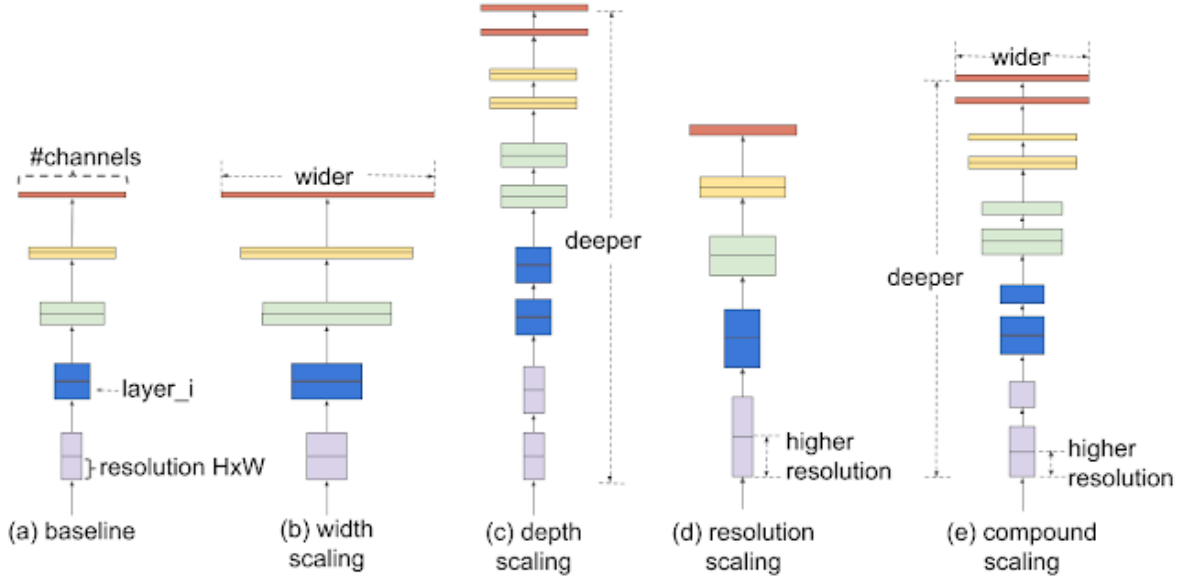 #channels
layer_i
resolution HxW
(a) baseline
wider
(b) width
scaling
deeper
(c) depth
scaling
higher
resolution
(d) resolution
scaling
wider
deeper
higher
resolution
(e) compound
scaling